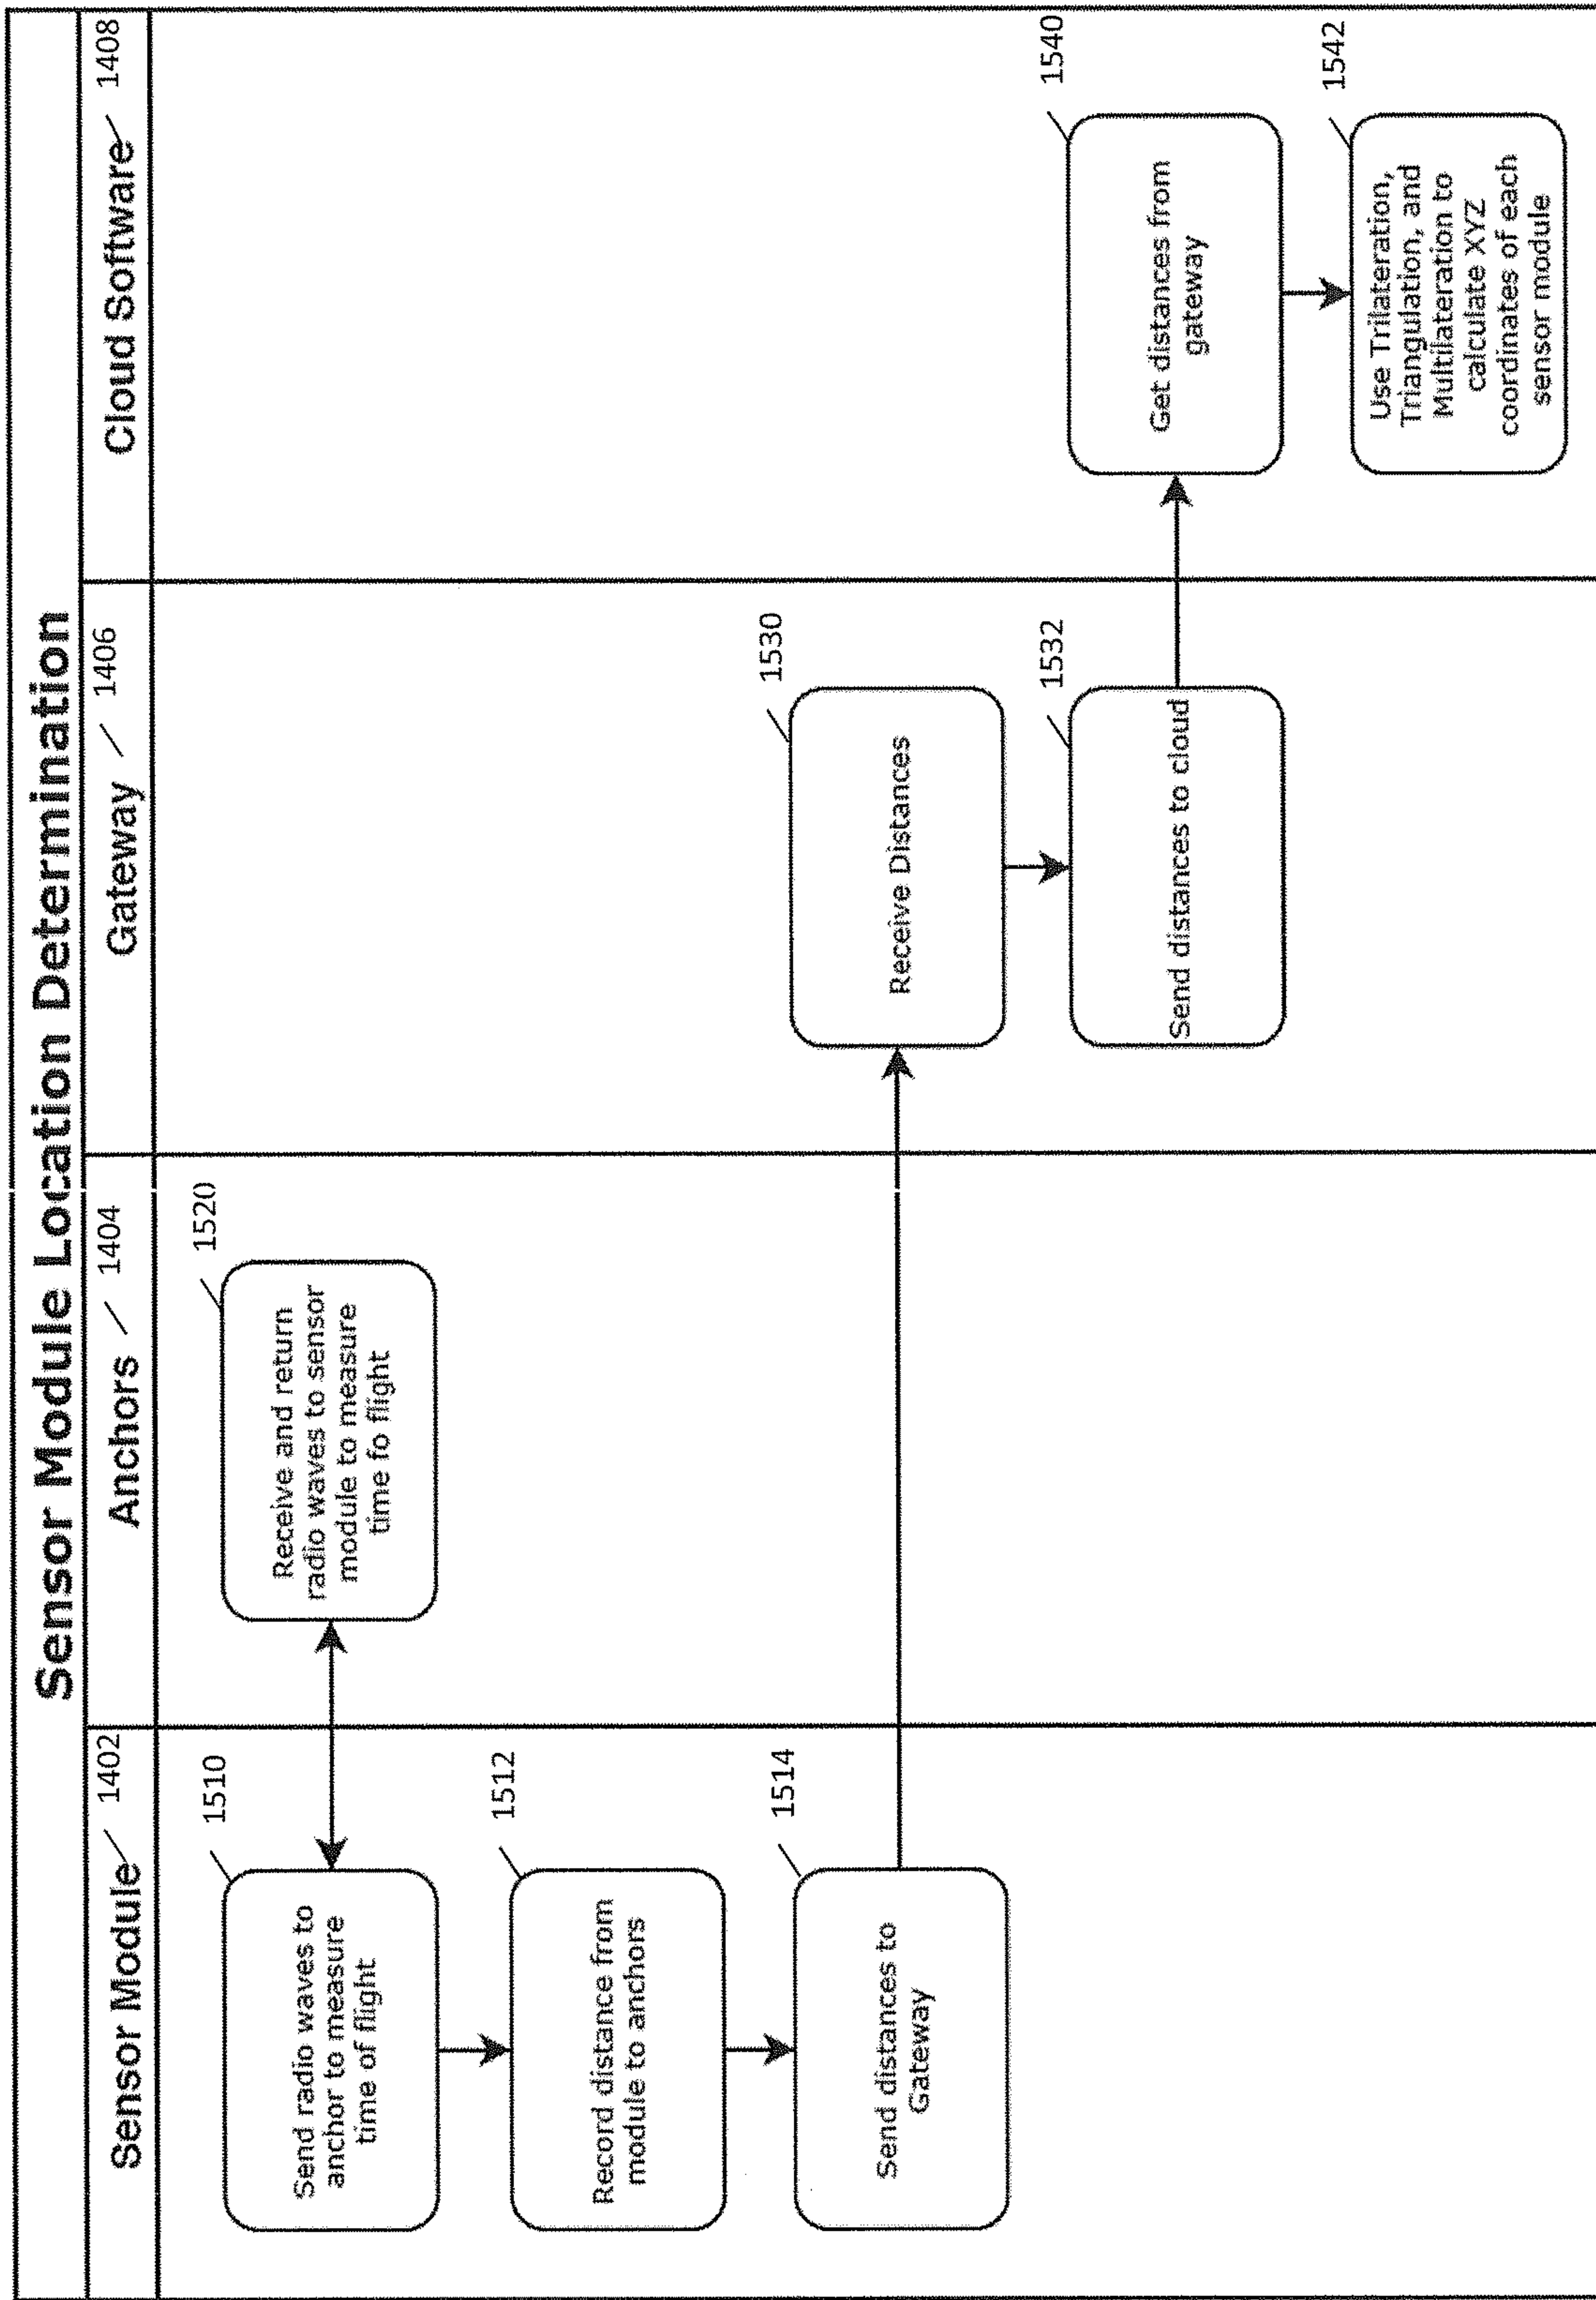 Sensor Module Location Determination
Sensor Module 1402
Anchors 1404
Gateway 1406
Cloud Software 1408
1510
Send radio waves to
anchor to measure
time of flight
1520
Receive and return
radio waves to sensor
module to measure
time fo flight
1512
Record distance from
module to anchors
1514
Send distances to
Gateway
1530
Receive Distances
1532
Send distances to cloud
1540
Get distances from
gateway
1542
Use Trilateration,
Triangulation, and
Multilateration to
calculate XYZ
coordinates of each
sensor module